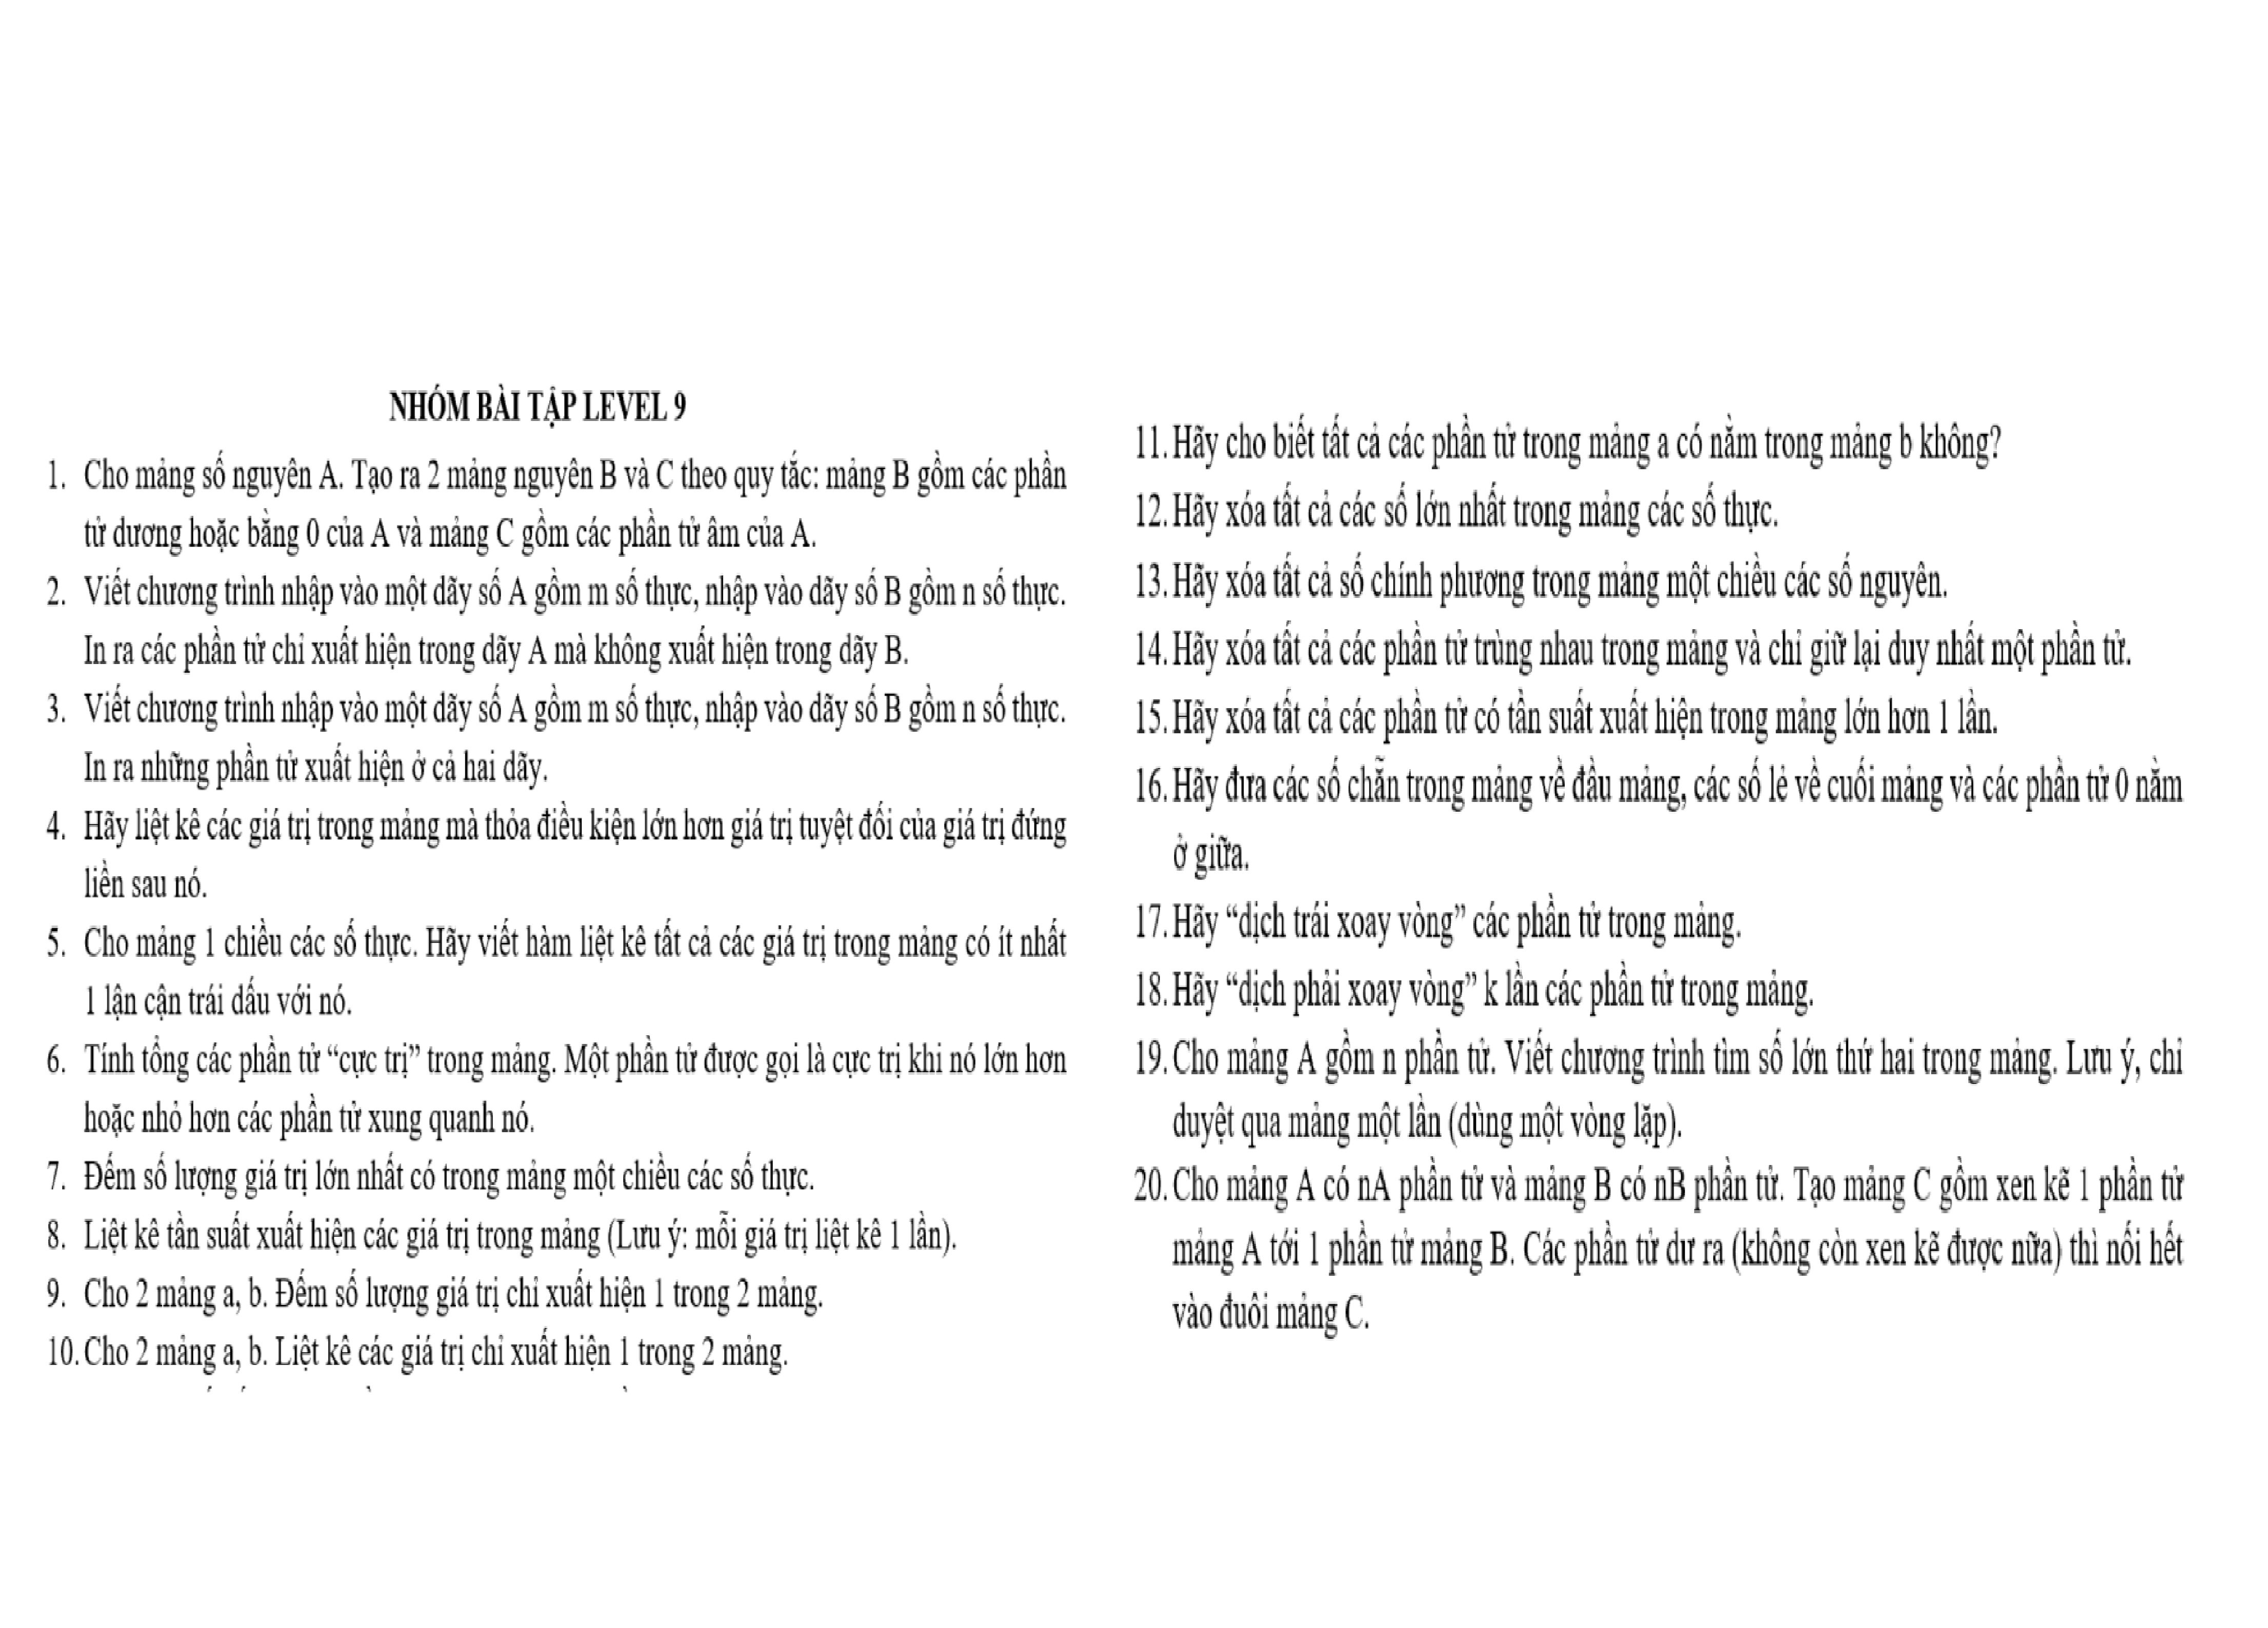 NHÓM BÀI TẬP LEVEL 9
1. Cho mảng số nguyên A. Tạo ra 2 mảng nguyên B và C theo quy tắc: mảng B gồm các phần
tử dương hoặc bằng 0 của A và mảng C gồm các phần tử âm của A.
2. Viết chương trình nhập vào một dãy số A gồm m số thực, nhập vào dãy số B gồm n số thực.
In ra các phần tử chỉ xuất hiện trong dãy A mà không xuất hiện trong dãy B.
3. Viết chương trình nhập vào một dãy số A gồm m số thực, nhập vào dãy số B gồm n số thực.
In ra những phần tử xuất hiện ở cả hai dãy.
4. Hãy liệt kê các giá trị trong mảng mà thỏa điều kiện lớn hơn giá trị tuyệt đối của giá trị đứng
liền sau nó.
5. Cho mảng 1 chiều các số thực. Hãy viết hàm liệt kê tất cả các giá trị trong mảng có ít nhất
1 lận cận trái dấu với nó.
6. Tính tổng các phần tử “cực trị” trong mảng. Một phần tử được gọi là cực trị khi nó lớn hơn
hoặc nhỏ hơn các phần tử xung quanh nó.
7. Đếm số lượng giá trị lớn nhất có trong mảng một chiều các số thực.
8. Liệt kê tần suất xuất hiện các giá trị trong mảng (Lưu ý: mỗi giá trị liệt kê 1 lần).
9. Cho 2 mảng a, b. Đếm số lượng giá trị chỉ xuất hiện 1 trong 2 mảng.
10. Cho 2 mảng a, b. Liệt kê các giá trị chỉ xuất hiện 1 trong 2 mảng.
11. Hãy cho biết tất cả các phần tử trong mảng a có nằm trong mảng b không?
12. Hãy xóa tất cả các số lớn nhất trong mảng các số thực.
13. Hãy xóa tất cả số chính phương trong mảng một chiều các số nguyên.
14. Hãy xóa tất cả các phần tử trùng nhau trong mảng và chỉ giữ lại duy nhất một phần tử.
15. Hãy xóa tất cả các phần tử có tần suất xuất hiện trong mảng lớn hơn 1 lần.
16. Hãy đưa các số chẵn trong mảng về đầu mảng, các số lẻ về cuối mảng và các phần tử 0 nằm
ở giữa.
17. Hãy “dịch trái xoay vòng” các phần tử trong mảng.
18. Hãy “dịch phải xoay vòng” k lần các phần tử trong mảng.
19. Cho mảng A gồm n phần tử. Viết chương trình tìm số lớn thứ hai trong mảng. Lưu ý, chỉ
duyệt qua mảng một lần (dùng một vòng lặp).
20. Cho mảng A có nA phần tử và mảng B có nB phần tử. Tạo mảng C gồm xen kẽ 1 phần tử
mảng A tới 1 phần tử mảng B. Các phần tử dư ra (không còn xen kẽ được nữa) thì nối hết
vào đuôi mảng C.